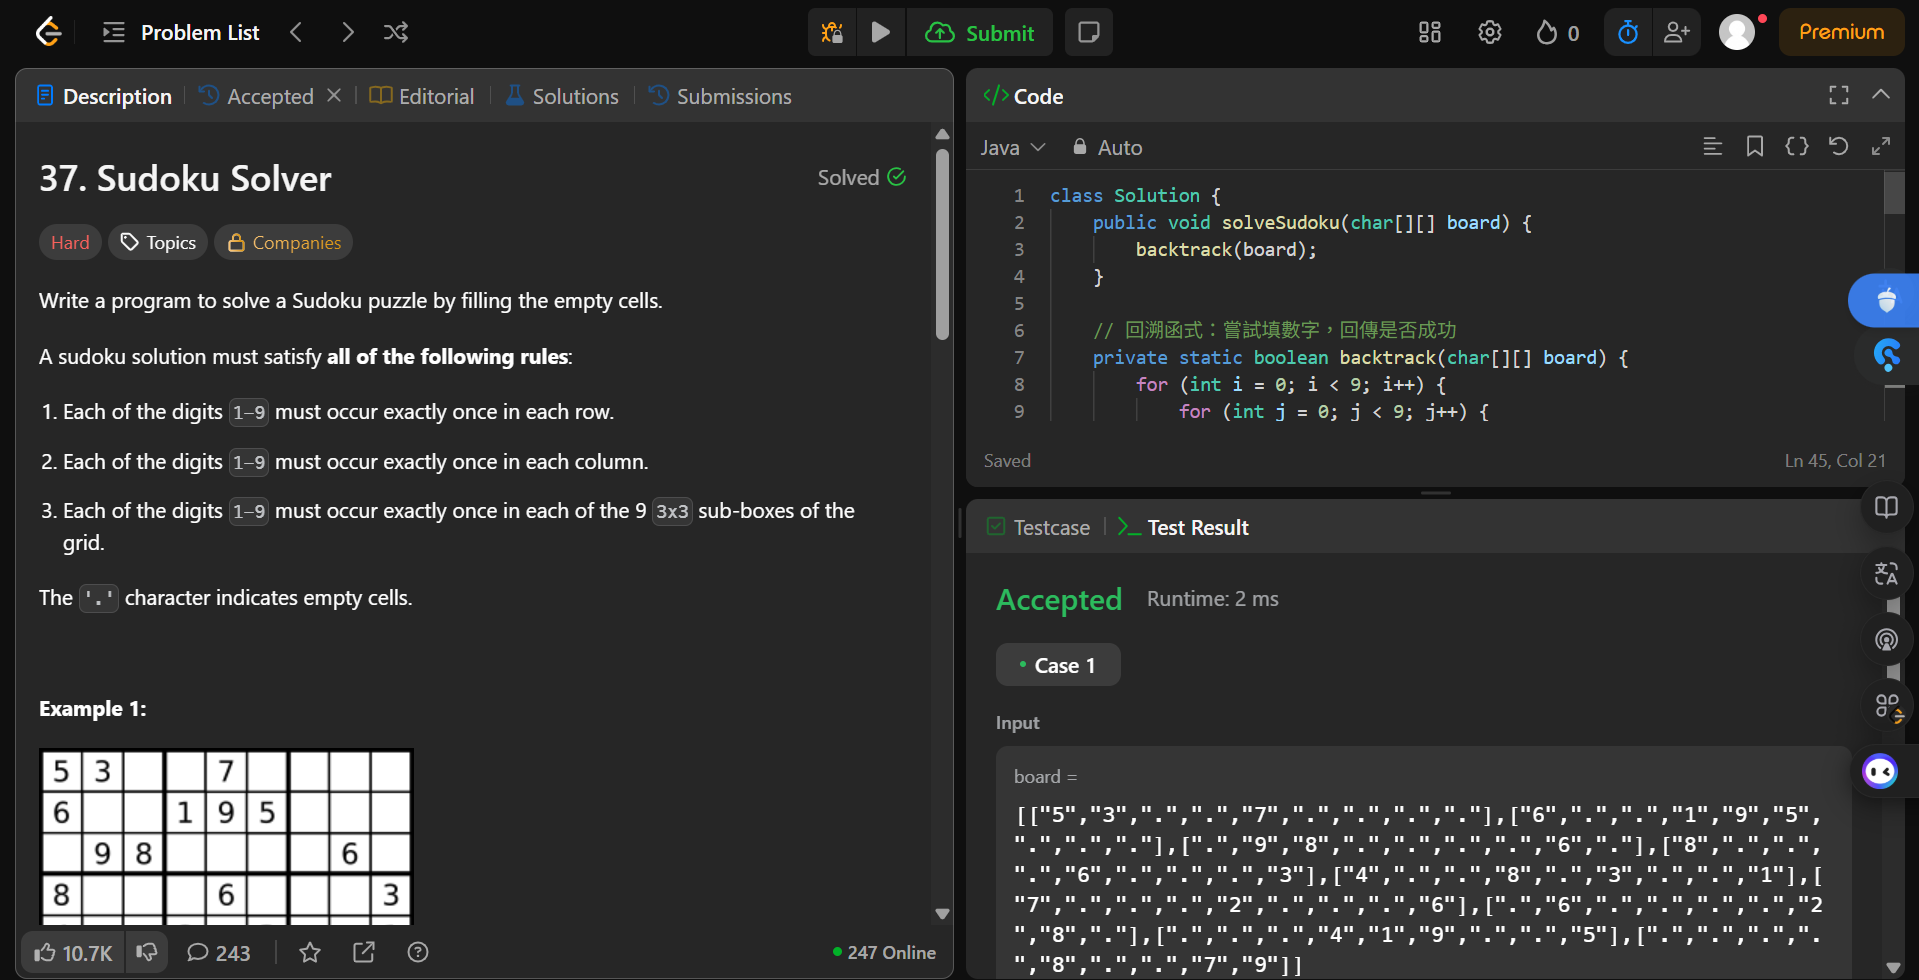 Problem List
Submit
0
Premium
Description
Accepted
Editorial
Solutions
Submissions
37. Sudoku Solver
Solved
Hard
Topics
Companies
Write a program to solve a Sudoku puzzle by filling the empty cells.
A sudoku solution must satisfy all of the following rules:
1. Each of the digits 1-9 must occur exactly once in each row.
2. Each of the digits 1-9 must occur exactly once in each column.
3. Each of the digits 1-9 must occur exactly once in each of the 9 3x3 sub-boxes of the
grid.
The '.' character indicates empty cells.
Example 1:
5 3 7
6 1 9 5
9 8 6
8 6 3
10.7K
243
247 Online
Code
Java
Auto
1 class Solution {
2 public void solveSudoku(char[][] board) {
3 backtrack(board);
4 }
5
6 // 回溯函式：嘗試填數字，回傳是否成功
7 private static boolean backtrack(char[][] board) {
8 for (int i = 0; i < 9; i++) {
9 for (int j = 0; j < 9; j++) {
Saved
Ln 45, Col 21
Testcase
Test Result
Accepted
Runtime: 2 ms
Case 1
Input
board =
[["5","3",".",".","7",".",".",".","."],["6",".",".","1","9","5",
".",".","."],[".","9","8",".",".",".",".","6","."],["8",".",".",
".","6",".",".",".","3"],["4",".",".","8",".","3",".",".","1"],[
"7",".",".",".","2",".",".",".","6"],[".","6",".",".",".",".","2
","8","."],[".",".",".","4","1","9",".",".","5"],[".",".",".",".
","8",".",".","7","9"]]